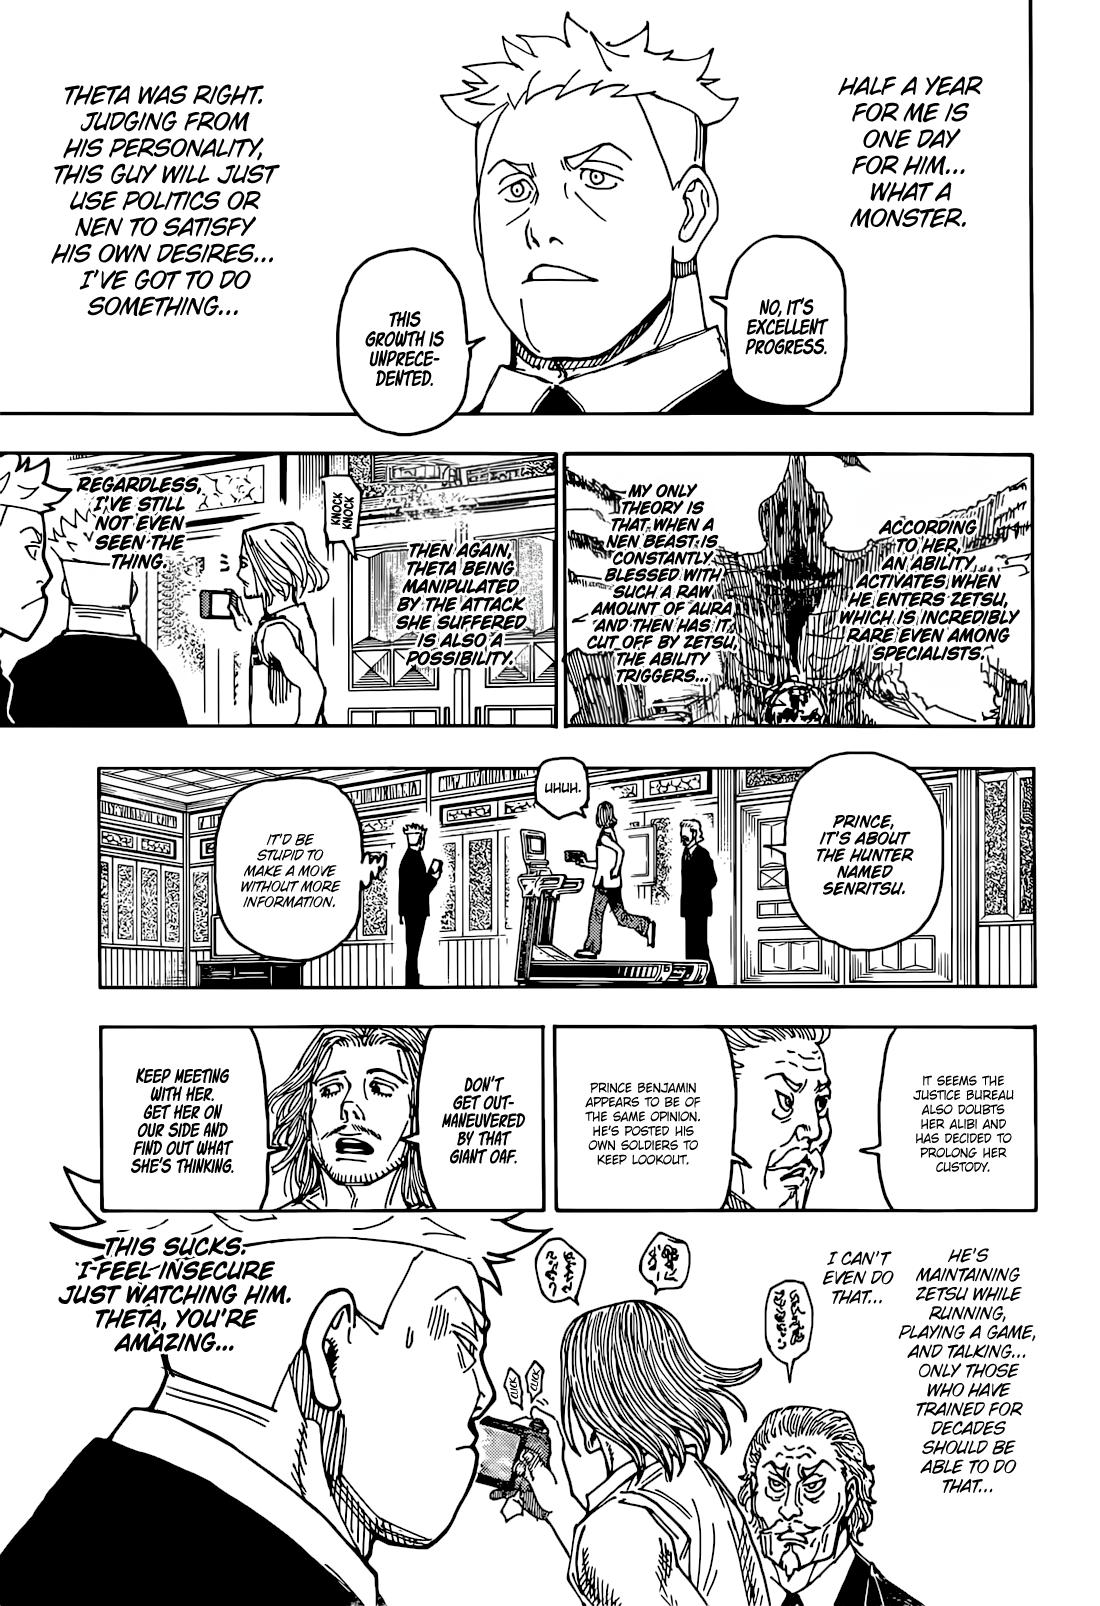 HALF A YEAR
FOR ME IS
ONE DAY
FOR HIM...
WHAT A
MONSTER.
NO, IT'S
EXCELLENT
PROGRESS.
THIS
GROWTH IS
UNPRECE-
DENTED.
THETA WAS RIGHT.
JUDGING FROM
HIS PERSONALITY,
THIS GUY WILL JUST
USE POLITICS OR
NEN TO SATISFY
HIS OWN DESIRES...
I'VE GOT TO DO
SOMETHING...
ACCORDING
TO HER,
AN ABILITY
ACTIVATES WHEN
HE ENTERS ZETSU,
WHICH IS INCREDIBLY
RARE EVEN AMONG
SPECIALISTS.
MY ONLY
THEORY IS
THAT WHEN A
NEN BEAST IS
CONSTANTLY
BLESSED WITH
SUCH A RAW
AMOUNT OF AURA
AND THEN HAS IT
CUT OFF BY ZETSU,
THE ABILITY
TRIGGERS...
KNOCK
KNOCK
THEN AGAIN,
THETA BEING
MANIPULATED
BY THE ATTACK
SHE SUFFERED
IS ALSO A
POSSIBILITY.
REGARDLESS,
I'VE STILL
NOT EVEN
SEEN THE
THING.
PRINCE,
IT'S ABOUT
THE HUNTER
NAMED
SENRITSU.
UHUH.
IT'D BE
STUPID TO
MAKE A MOVE
WITHOUT MORE
INFORMATION.
IT SEEMS THE
JUSTICE BUREAU
ALSO DOUBTS
HER ALIBI AND
HAS DECIDED TO
PROLONG HER
CUSTODY.
PRINCE BENJAMIN
APPEARS TO BE OF
THE SAME OPINION.
HE'S POSTED HIS
OWN SOLDIERS TO
KEEP LOOKOUT.
DON'T
GET OUT-
MANEUVERED
BY THAT
GIANT OAF.
KEEP MEETING
WITH HER.
GET HER ON
OUR SIDE AND
FIND OUT WHAT
SHE'S THINKING.
HE'S
MAINTAINING
ZETSU WHILE
RUNNING,
PLAYING A GAME,
AND TALKING...
ONLY THOSE
WHO HAVE
TRAINED FOR
DECADES
SHOULD BE
ABLE TO DO
THAT...
I CAN'T
EVEN DO
THAT...
CLICK
CLICK
THIS SUCKS.
I FEEL INSECURE
JUST WATCHING HIM.
THETA, YOU'RE
AMAZING...